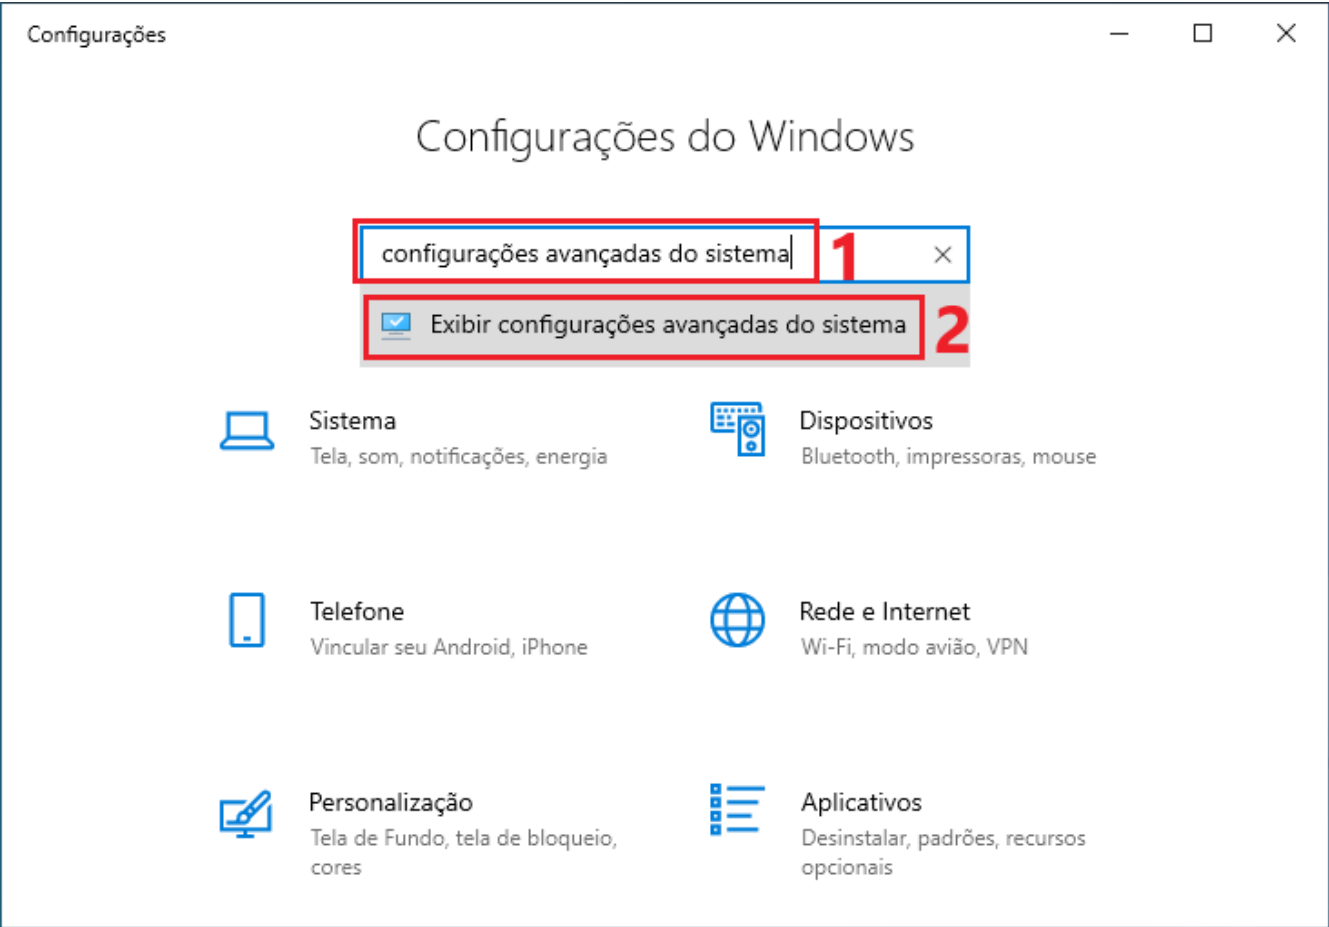 Configurações
Configurações do Windows
configurações avançadas do sistema 1
Exibir configurações avançadas do sistema 2
Sistema
Tela, som, notificações, energia
Dispositivos
Bluetooth, impressoras, mouse
Telefone
Vincular seu Android, iPhone
Rede e Internet
Wi-Fi, modo avião, VPN
Personalização
Tela de Fundo, tela de bloqueio,
cores
Aplicativos
Desinstalar, padrões, recursos
opcionais